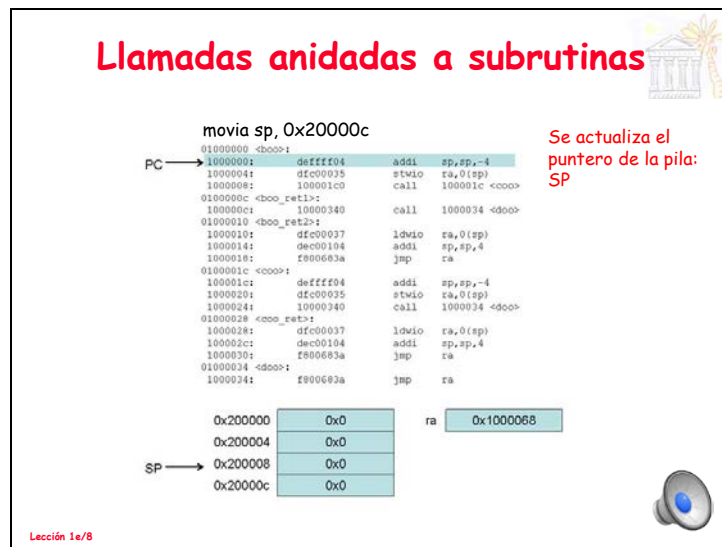 Llamadas anidadas a subrutinas
movia sp, 0x20000c
Se actualiza el
puntero de la pila:
SP
01000000 <boo>:
PC
1000000: deffff04 addi sp,sp,-4
1000004: dfc00035 stwio ra,0(sp)
1000008: 100001c0 call 100001c <coo>
0100000c <boo_ret1>:
100000c: 10000340 call 1000034 <doo>
01000010 <boo_ret2>:
1000010: dfc00037 ldwio ra,0(sp)
1000014: dec00104 addi sp,sp,4
1000018: f800683a jmp ra
0100001c <coo>:
100001c: deffff04 addi sp,sp,-4
1000020: dfc00035 stwio ra,0(sp)
1000024: 10000340 call 1000034 <doo>
01000028 <coo_ret>:
1000028: dfc00037 ldwio ra,0(sp)
100002c: dec00104 addi sp,sp,4
1000030: f800683a jmp ra
01000034 <doo>:
1000034: f800683a jmp ra
0x200000 0x0 ra 0x1000068
0x200004 0x0
SP 0x200008 0x0
0x20000c 0x0
Lección 1e/8